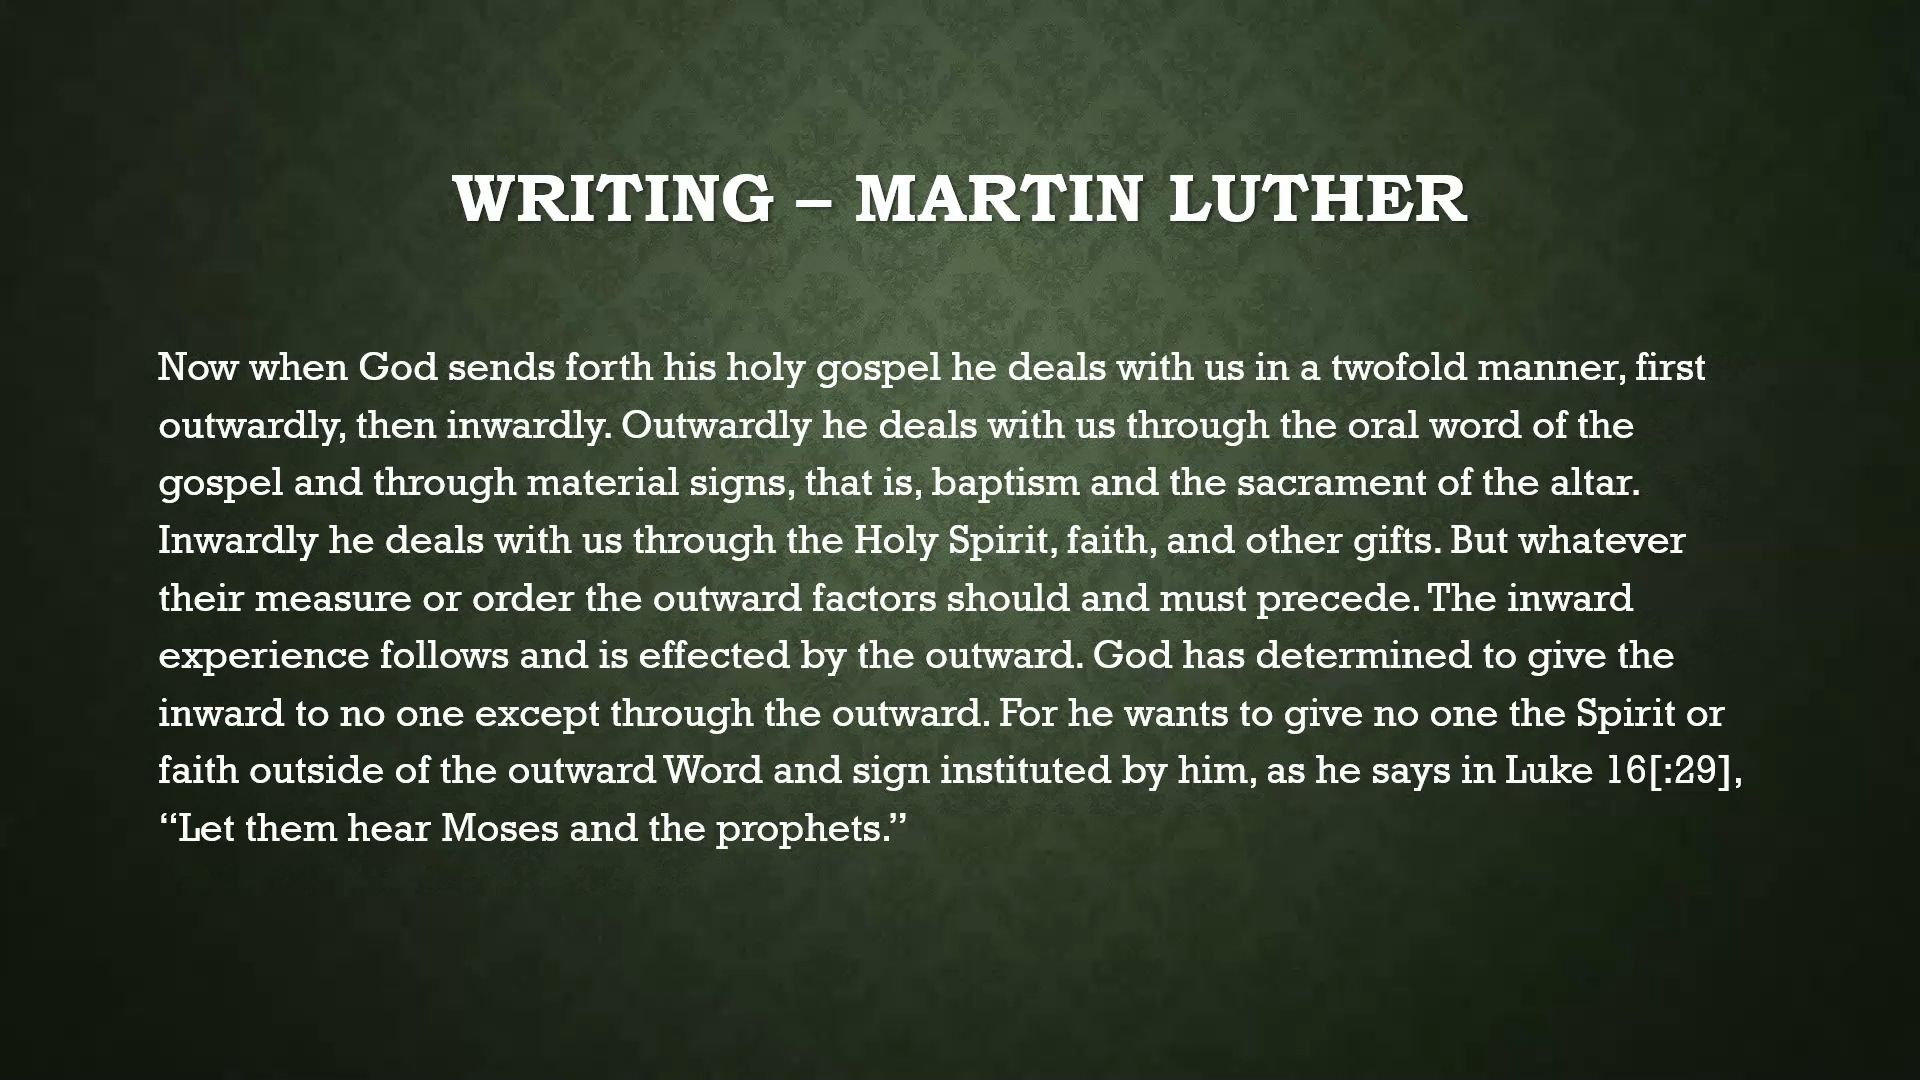 WRITING – MARTIN LUTHER
Now when God sends forth his holy gospel he deals with us in a twofold manner, first
outwardly, then inwardly. Outwardly he deals with us through the oral word of the
gospel and through material signs, that is, baptism and the sacrament of the altar.
Inwardly he deals with us through the Holy Spirit, faith, and other gifts. But whatever
their measure or order the outward factors should and must precede. The inward
experience follows and is effected by the outward. God has determined to give the
inward to no one except through the outward. For he wants to give no one the Spirit or
faith outside of the outward Word and sign instituted by him, as he says in Luke 16[:29],
“Let them hear Moses and the prophets.”